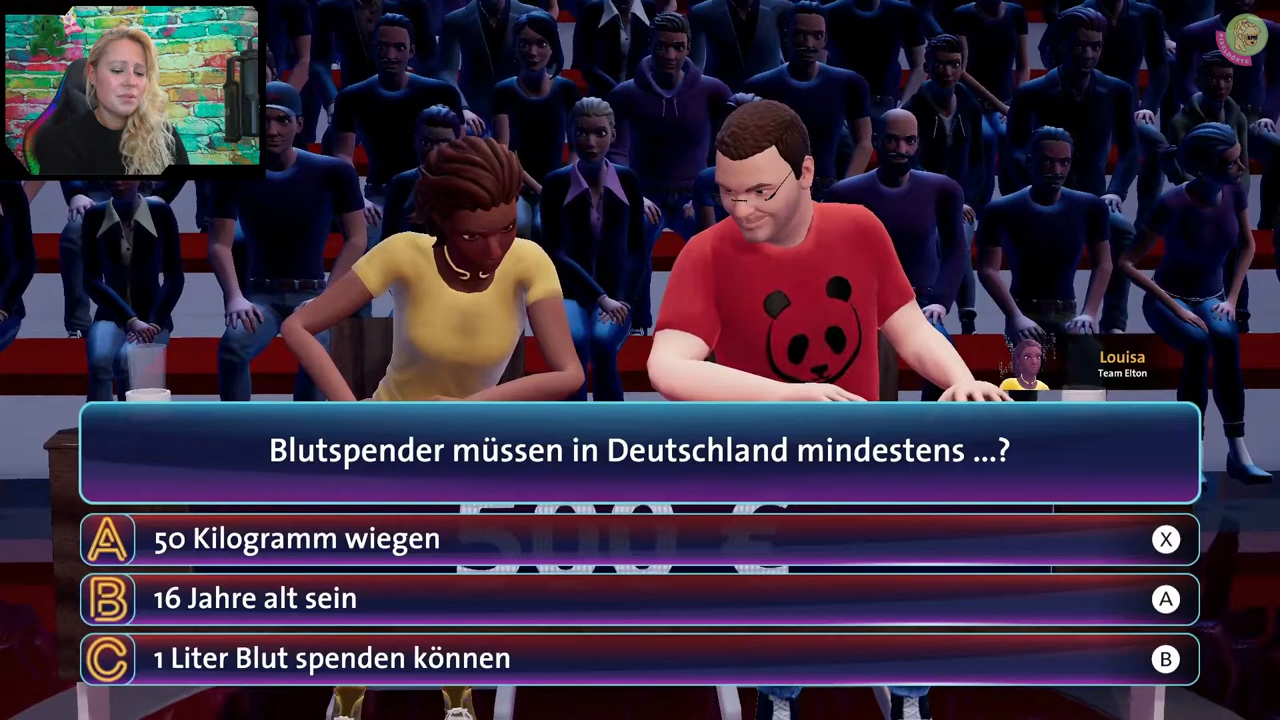 Louisa
Team Elton
Blutspender müssen in Deutschland mindestens ...?
500 €
A 50 Kilogramm wiegen X
B 16 Jahre alt sein A
C 1 Liter Blut spenden können B